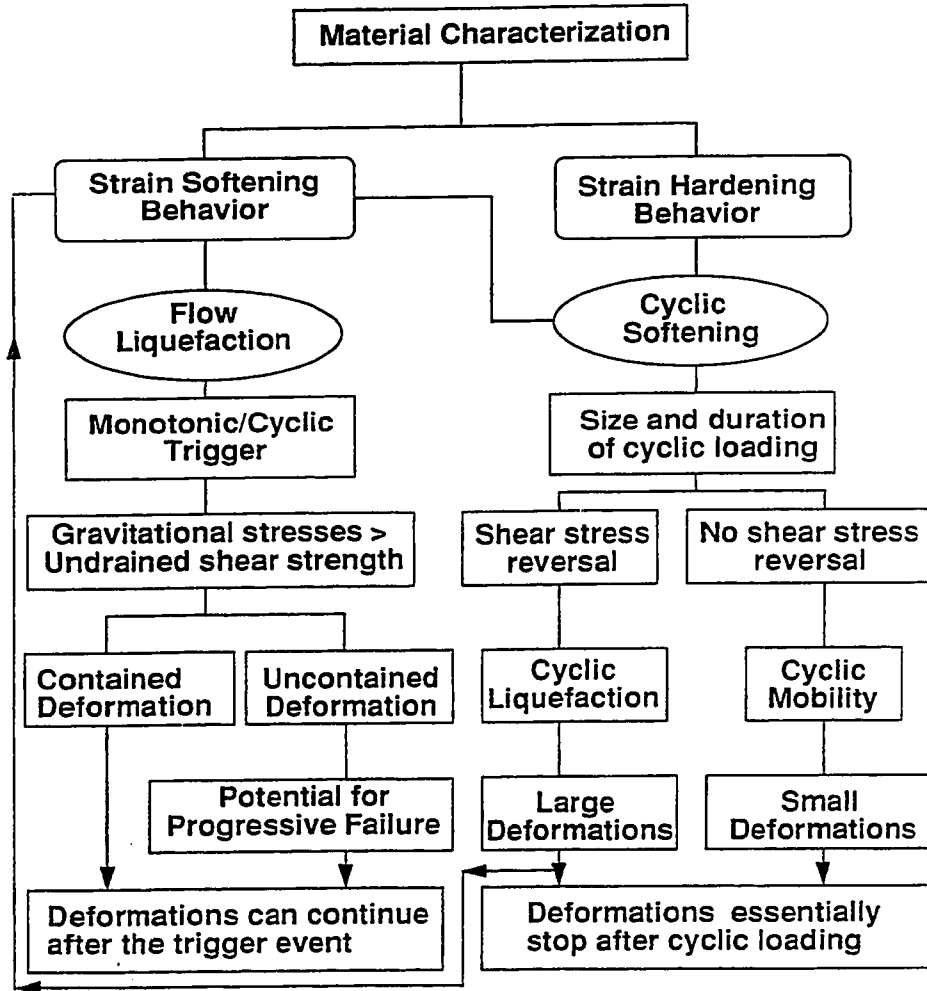 Material Characterization
Strain Softening
Behavior
Strain Hardening
Behavior
Flow
Liquefaction
Cyclic
Softening
Monotonic/Cyclic
Trigger
Size and duration
of cyclic loading
Gravitational stresses >
Undrained shear strength
Shear stress
reversal
No shear stress
reversal
Contained
Deformation
Uncontained
Deformation
Cyclic
Liquefaction
Cyclic
Mobility
Potential for
Progressive Failure
Large
Deformations
Small
Deformations
Deformations can continue
after the trigger event
Deformations essentially
stop after cyclic loading